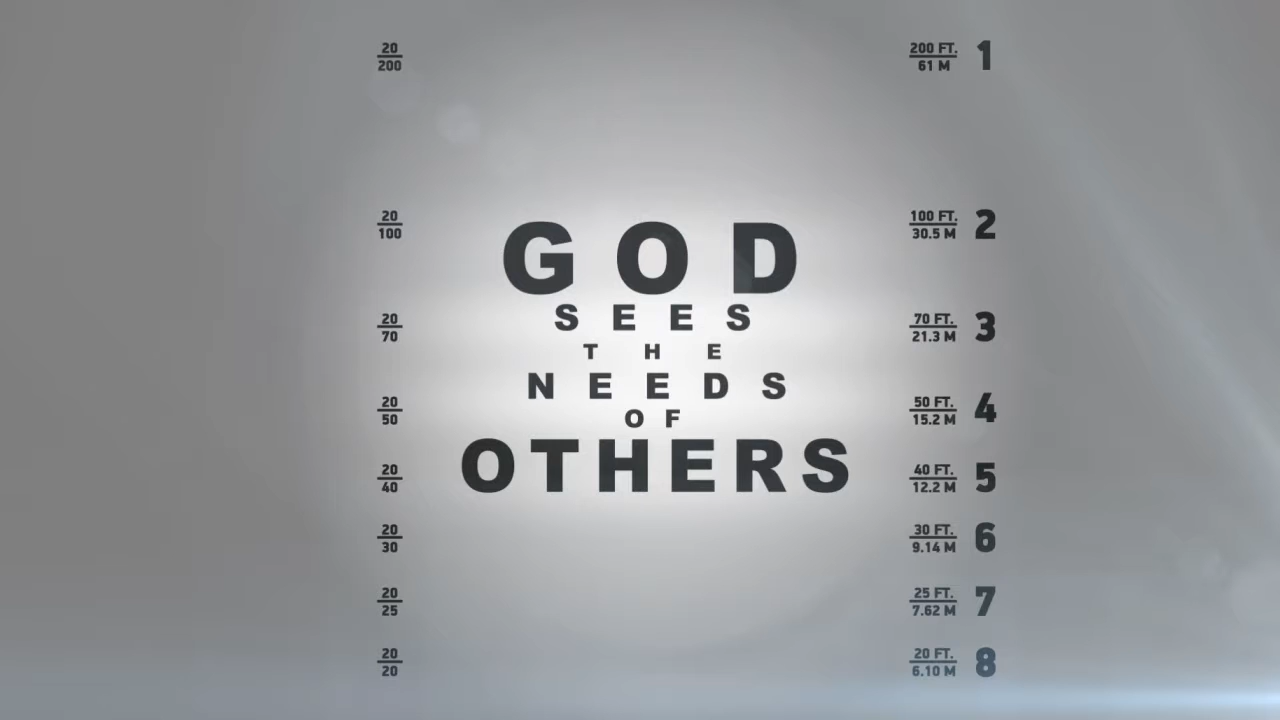 20/200 200 FT./61 M 1
20/100 100 FT./30.5 M 2
GOD
SEES
20/70 70 FT./21.3 M 3
THE
NEEDS
20/50 50 FT./15.2 M 4
OF
OTHERS
20/40 40 FT./12.2 M 5
20/30 30 FT./9.14 M 6
20/25 25 FT./7.62 M 7
20/20 20 FT./6.10 M 8